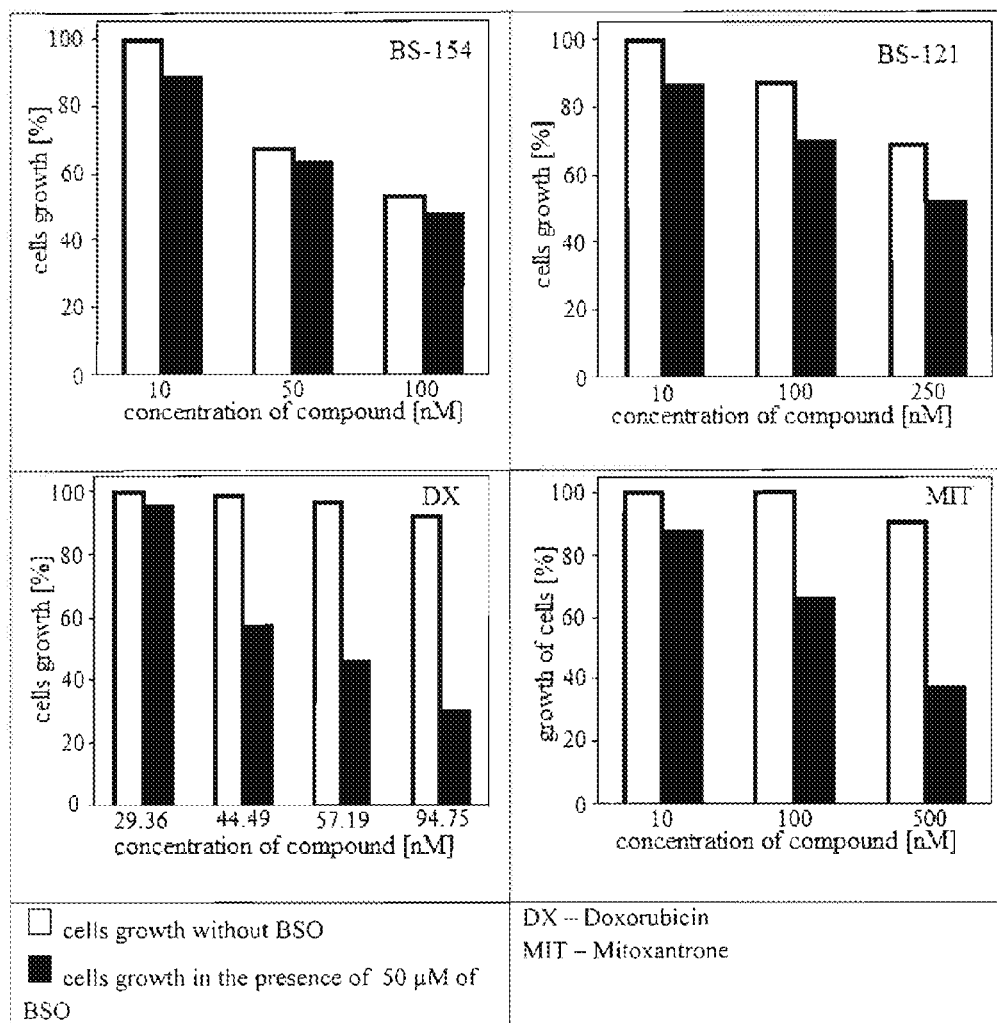 BS-154
cells growth [%]
100
80
60
40
20
0
10 50 100
concentration of compound [nM]
BS-121
cells growth [%]
100
80
60
40
20
0
10 100 250
concentration of compound [nM]
DX
cells growth [%]
100
80
60
40
20
0
29.36 44.49 57.19 94.75
concentration of compound [nM]
MIT
growth of cells [%]
100
80
60
40
20
0
10 100 500
concentration of compound [nM]
cells growth without BSO
cells growth in the presence of 50 µM of
BSO
DX – Doxorubicin
MIT – Mitoxantrone